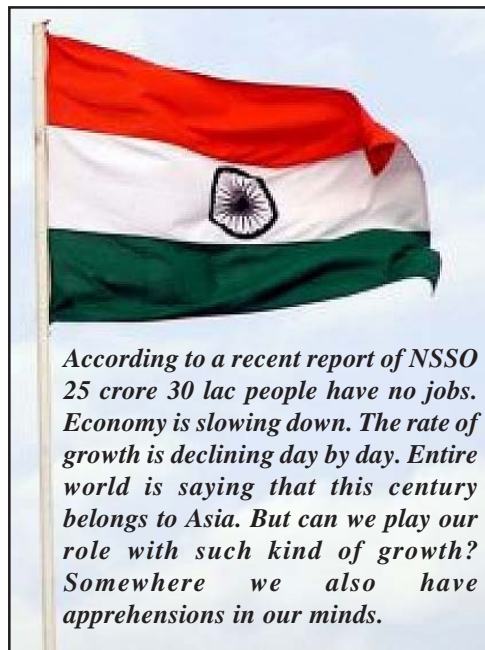 According to a recent report of NSSO
25 crore 30 lac people have no jobs.
Economy is slowing down. The rate of
growth is declining day by day. Entire
world is saying that this century
belongs to Asia. But can we play our
role with such kind of growth?
Somewhere we also have
apprehensions in our minds.